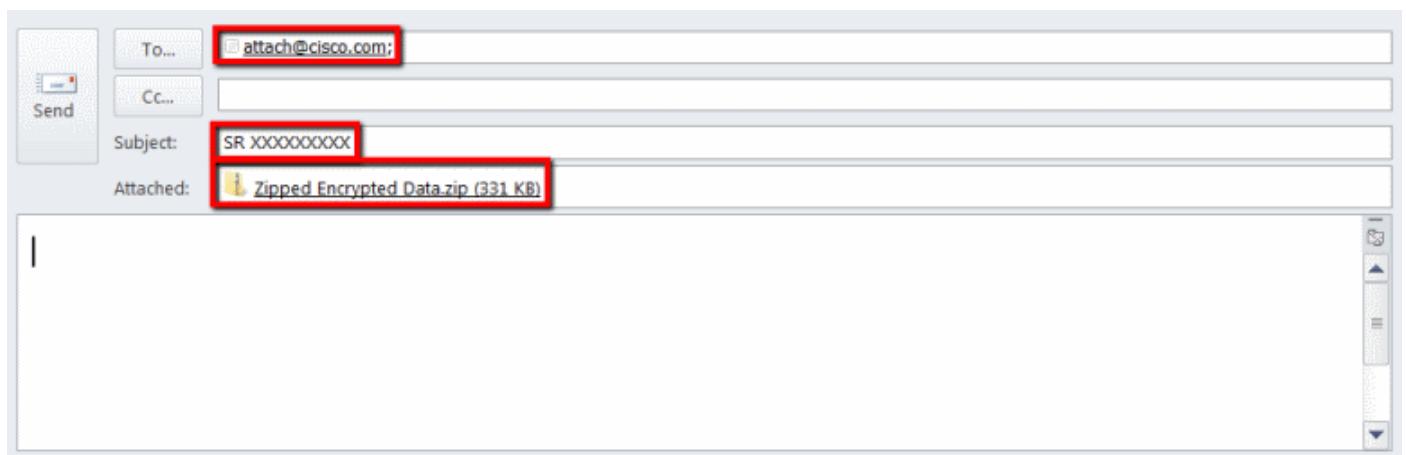 To...
attach@cisco.com;
Send
Cc...
Subject:
SR XXXXXXXXX
Attached:
Zipped Encrypted Data.zip (331 KB)